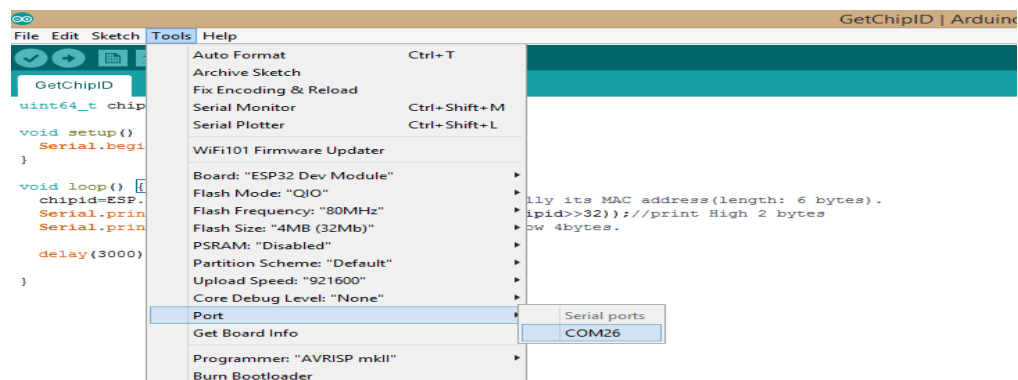 GetChipID | Arduino
File Edit Sketch Tools Help
Auto Format Ctrl+T
Archive Sketch
GetChipID
Fix Encoding & Reload
uint64_t chip
Serial Monitor Ctrl+Shift+M
Serial Plotter Ctrl+Shift+L
void setup()
Serial.begi
WiFi101 Firmware Updater
}
Board: "ESP32 Dev Module"
void loop() {
Flash Mode: "QIO"
chipid=ESP. lly its MAC address(length: 6 bytes).
Flash Frequency: "80MHz"
Serial.prin ipid>>32));//print High 2 bytes
Flash Size: "4MB (32Mb)"
Serial.prin ow 4bytes.
PSRAM: "Disabled"
delay(3000)
Partition Scheme: "Default"
}
Upload Speed: "921600"
Core Debug Level: "None"
Port Serial ports
Get Board Info COM26
Programmer: "AVRISP mkII"
Burn Bootloader